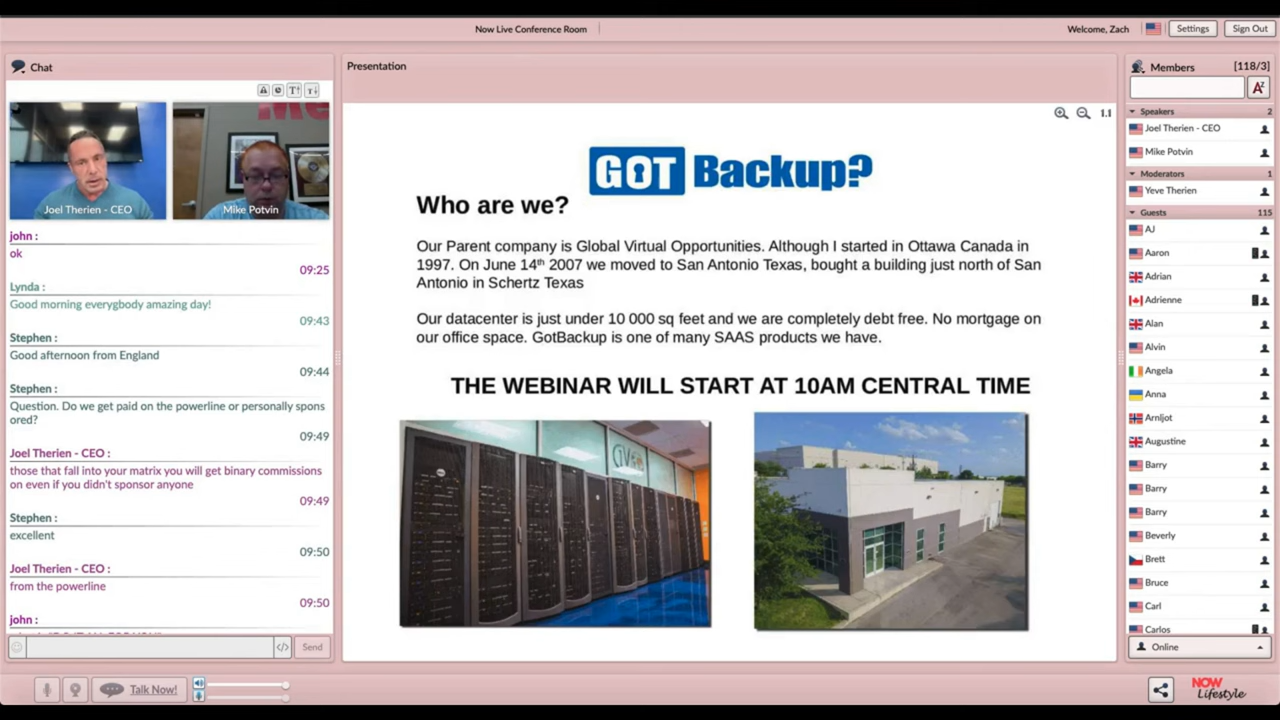 Now Live Conference Room
Welcome, Zach
Settings
Sign Out
Chat
Joel Therien - CEO
Mike Potvin
john :
ok
09:25
Lynda :
Good morning everygbody amazing day!
09:43
Stephen :
Good afternoon from England
09:44
Stephen :
Question. Do we get paid on the powerline or personally spons
ored?
09:49
Joel Therien - CEO :
those that fall into your matrix you will get binary commissions
on even if you didn't sponsor anyone
09:49
Stephen :
excellent
09:50
Joel Therien - CEO :
from the powerline
09:50
john :
Send
Talk Now!
Presentation
1.1
GOT Backup?
Who are we?
Our Parent company is Global Virtual Opportunities. Although I started in Ottawa Canada in
1997. On June 14th 2007 we moved to San Antonio Texas, bought a building just north of San
Antonio in Schertz Texas
Our datacenter is just under 10 000 sq feet and we are completely debt free. No mortgage on
our office space. GotBackup is one of many SAAS products we have.
THE WEBINAR WILL START AT 10AM CENTRAL TIME
Members
[118/3]
Speakers 2
Joel Therien - CEO
Mike Potvin
Moderators 1
Yeve Therien
Guests 115
AJ
Aaron
Adrian
Adrienne
Alan
Alvin
Angela
Anna
Arnljot
Augustine
Barry
Barry
Barry
Beverly
Brett
Bruce
Carl
Carlos
Online
NOW
Lifestyle